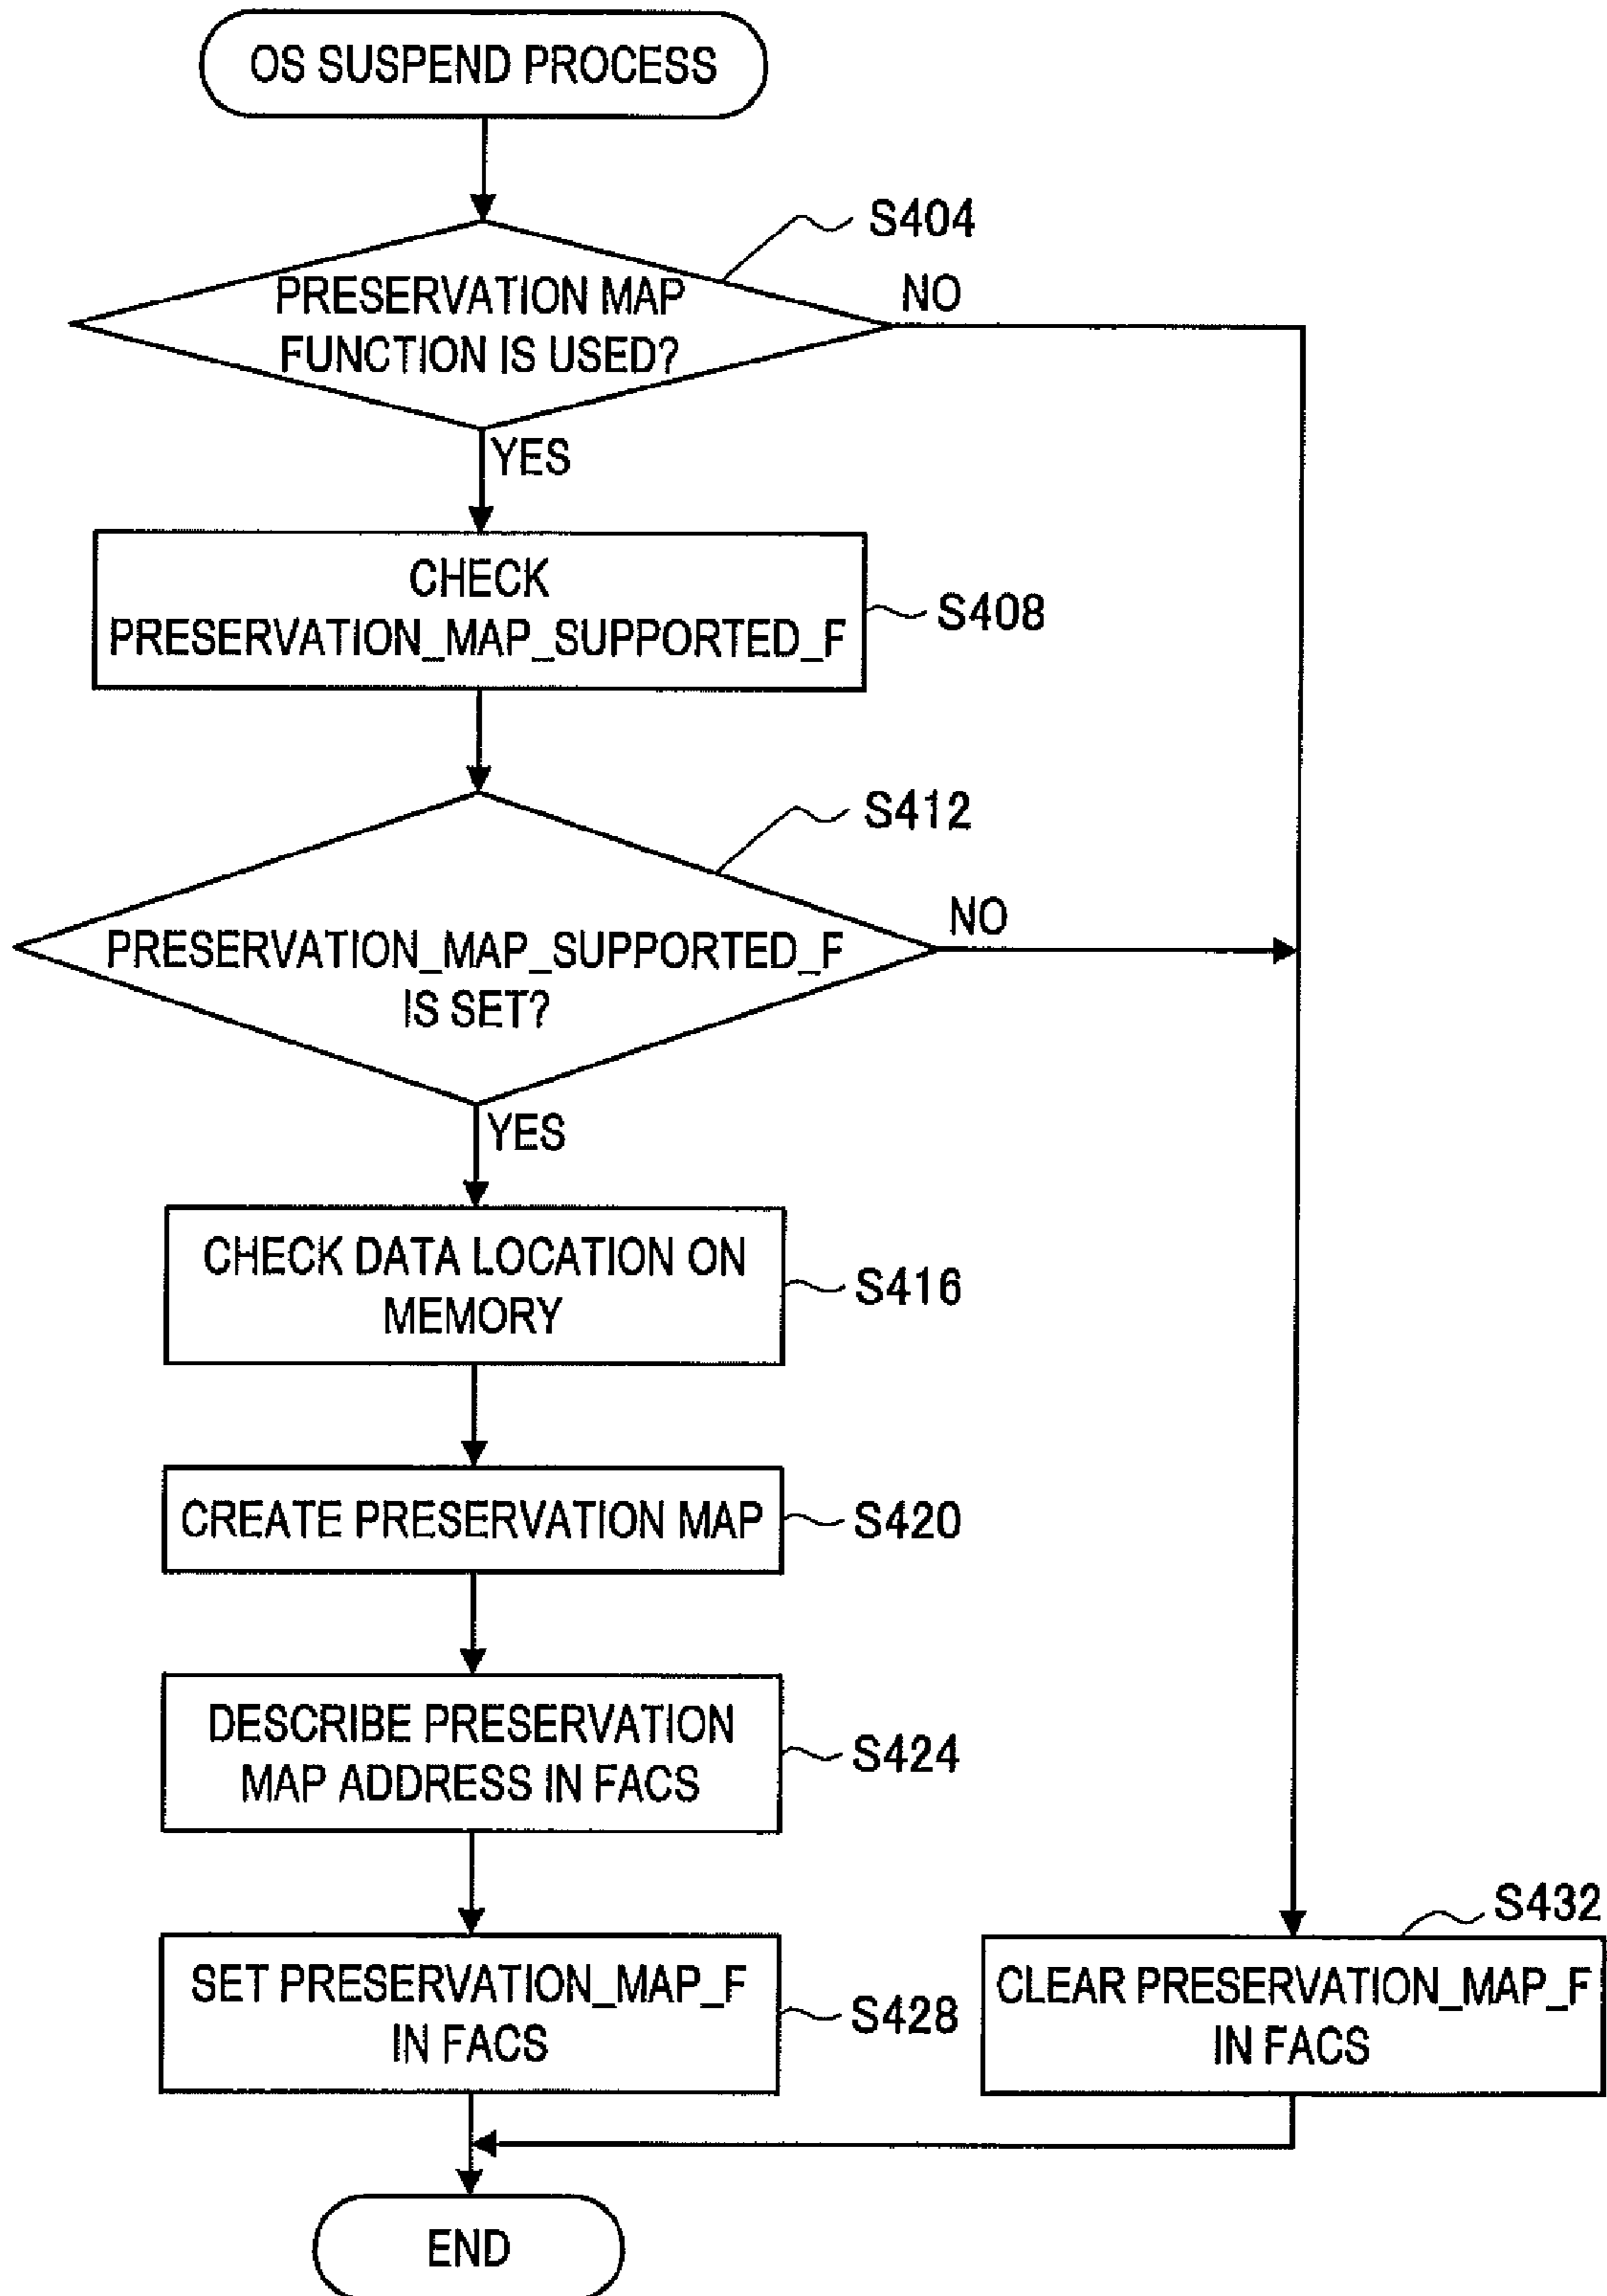 OS SUSPEND PROCESS
S404
PRESERVATION MAP
FUNCTION IS USED?
NO
YES
CHECK
PRESERVATION_MAP_SUPPORTED_F
S408
S412
PRESERVATION_MAP_SUPPORTED_F
IS SET?
NO
YES
CHECK DATA LOCATION ON
MEMORY
S416
CREATE PRESERVATION MAP
S420
DESCRIBE PRESERVATION
MAP ADDRESS IN FACS
S424
SET PRESERVATION_MAP_F
IN FACS
S428
S432
CLEAR PRESERVATION_MAP_F
IN FACS
END